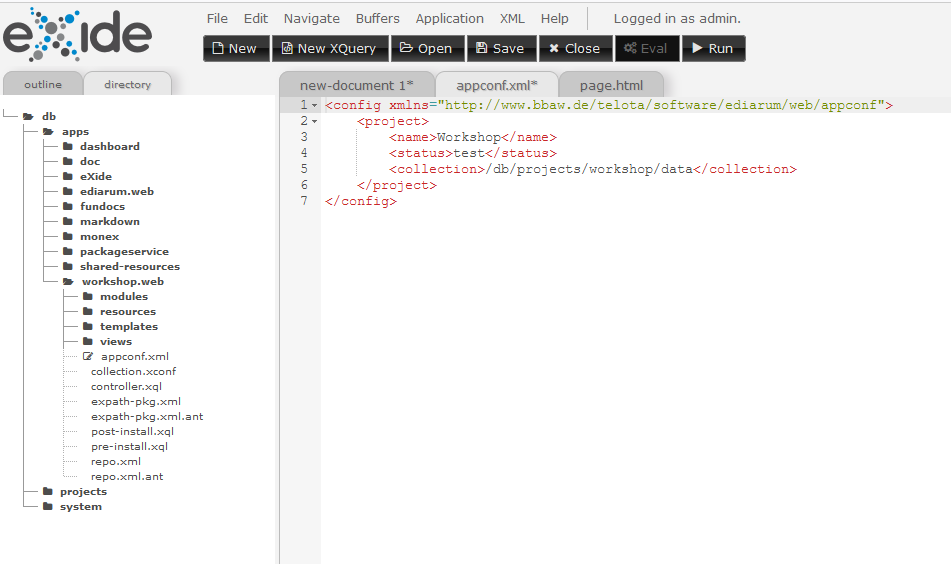 eXide
File Edit Navigate Buffers Application XML Help Logged in as admin.
New New XQuery Open Save Close Eval Run
outline directory
new-document 1* appconf.xml* page.html
db
apps
dashboard
doc
eXide
ediarum.web
fundocs
markdown
monex
packageservice
shared-resources
workshop.web
modules
resources
templates
views
appconf.xml
collection.xconf
controller.xql
expath-pkg.xml
expath-pkg.xml.ant
post-install.xql
pre-install.xql
repo.xml
repo.xml.ant
projects
system
1 <config xmlns="http://www.bbaw.de/telota/software/ediarum/web/appconf">
2 <project>
3 <name>Workshop</name>
4 <status>test</status>
5 <collection>/db/projects/workshop/data</collection>
6 </project>
7 </config>